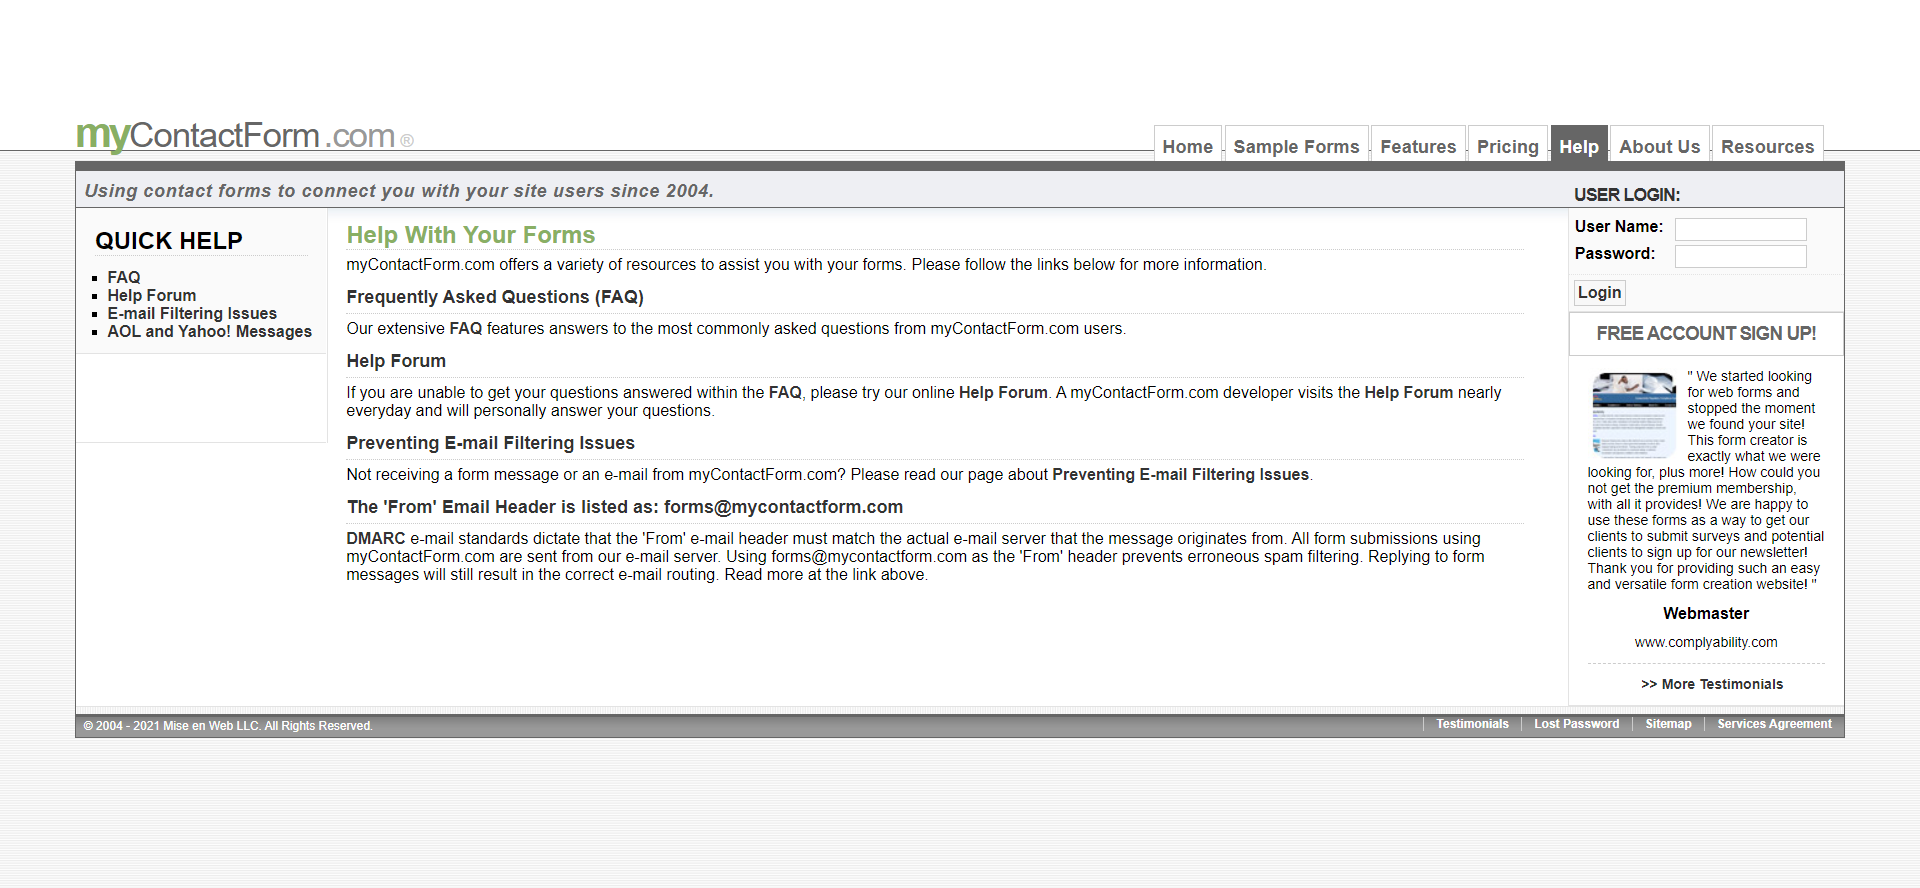 myContactForm.com®
Home
Sample Forms
Features
Pricing
Help
About Us
Resources
Using contact forms to connect you with your site users since 2004.
USER LOGIN:
QUICK HELP
FAQ
Help Forum
E-mail Filtering Issues
AOL and Yahoo! Messages
Help With Your Forms
myContactForm.com offers a variety of resources to assist you with your forms. Please follow the links below for more information.
Frequently Asked Questions (FAQ)
Our extensive FAQ features answers to the most commonly asked questions from myContactForm.com users.
Help Forum
If you are unable to get your questions answered within the FAQ, please try our online Help Forum. A myContactForm.com developer visits the Help Forum nearly
everyday and will personally answer your questions.
Preventing E-mail Filtering Issues
Not receiving a form message or an e-mail from myContactForm.com? Please read our page about Preventing E-mail Filtering Issues.
The 'From' Email Header is listed as: forms@mycontactform.com
DMARC e-mail standards dictate that the 'From' e-mail header must match the actual e-mail server that the message originates from. All form submissions using
myContactForm.com are sent from our e-mail server. Using forms@mycontactform.com as the 'From' header prevents erroneous spam filtering. Replying to form
messages will still result in the correct e-mail routing. Read more at the link above.
User Name:
Password:
Login
FREE ACCOUNT SIGN UP!
" We started looking
for web forms and
stopped the moment
we found your site!
This form creator is
exactly what we were
looking for, plus more! How could you
not get the premium membership,
with all it provides! We are happy to
use these forms as a way to get our
clients to submit surveys and potential
clients to sign up for our newsletter!
Thank you for providing such an easy
and versatile form creation website! "
Webmaster
www.complyability.com
>> More Testimonials
© 2004 - 2021 Mise en Web LLC. All Rights Reserved.
Testimonials
Lost Password
Sitemap
Services Agreement